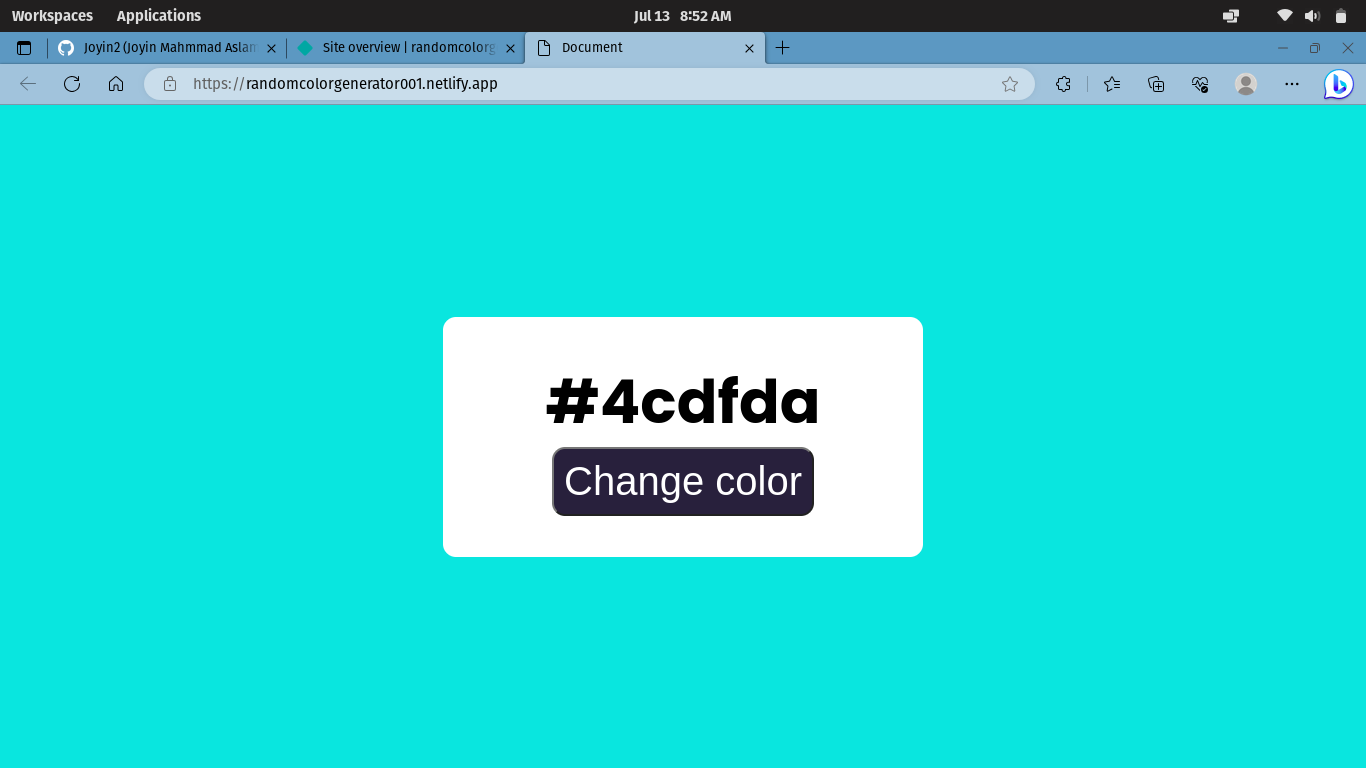 Workspaces Applications Jul 13 8:52 AM
Joyin2 (Joyin Mahmmad Aslam Site overview | randomcolorg Document
https://randomcolorgenerator001.netlify.app
#4cdfda
Change color